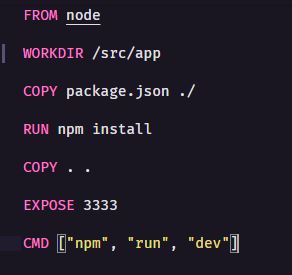 FROM node
WORKDIR /src/app
COPY package.json ./
RUN npm install
COPY . .
EXPOSE 3333
CMD ["npm", "run", "dev"]